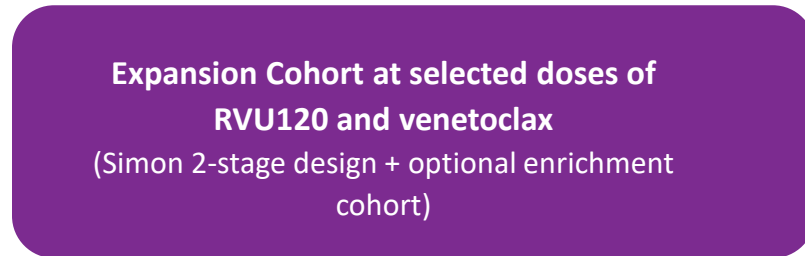 Expansion Cohort at selected doses of
RVU120 and venetoclax
(Simon 2-stage design + optional enrichment
cohort)